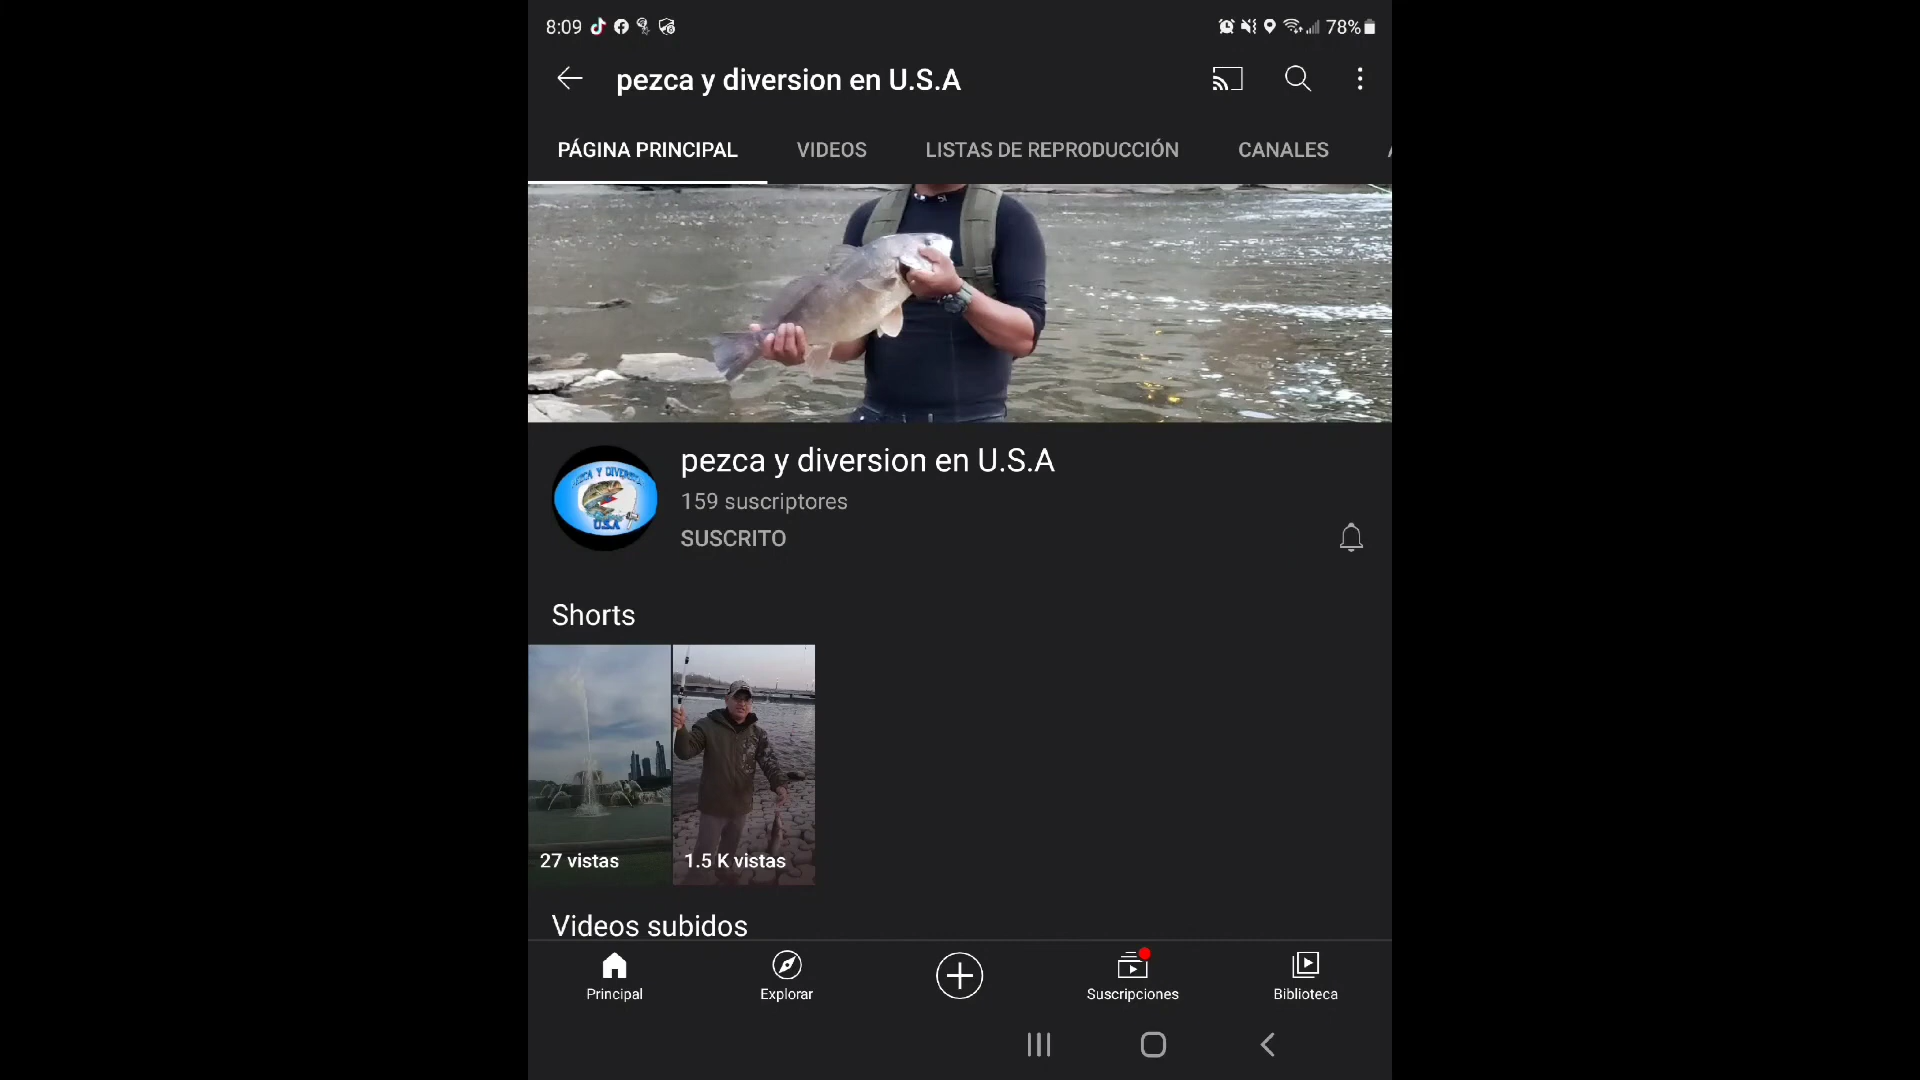 8:09
78%
pezca y diversion en U.S.A
PÁGINA PRINCIPAL
VIDEOS
LISTAS DE REPRODUCCIÓN
CANALES
pezca y diversion en U.S.A
159 suscriptores
SUSCRITO
U.S.A
Shorts
27 vistas
1.5 K vistas
Videos subidos
Principal
Explorar
Suscripciones
Biblioteca